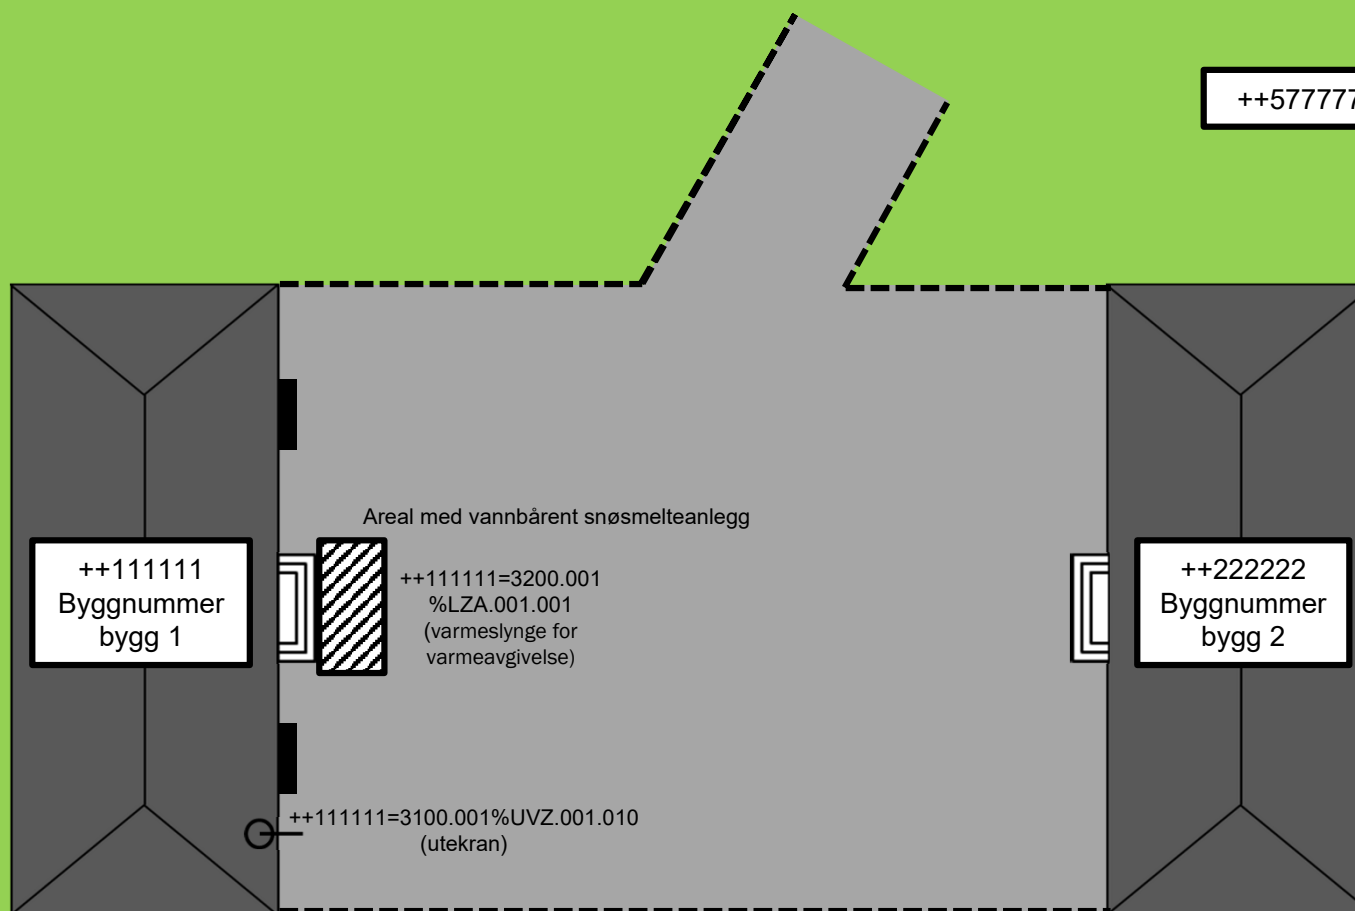 ++577777
Areal med vannbårent snøsmelteanlegg
++111111
Byggnummer
bygg 1
++111111=3200.001
%LZA.001.001
(varmeslynge for
varmeavgivelse)
++222222
Byggnummer
bygg 2
++111111=3100.001%UVZ.001.010
(utekran)